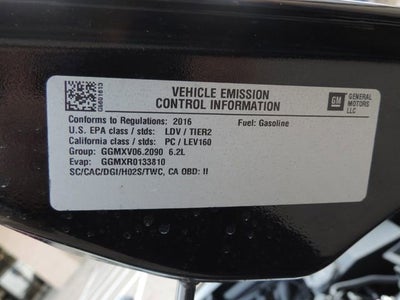 VEHICLE EMISSION
CONTROL INFORMATION
GM
GENERAL
MOTORS
LLC
Conforms to Regulations: 2016
Fuel: Gasoline
U.S. EPA class / stds: LDV / TIER2
California class / stds: PC / LEV160
Group: GGMXV06.2090 6.2L
Evap: GGMXR0133810
SC/CAC/DGI/HO2S/TWC, CA OBD: II